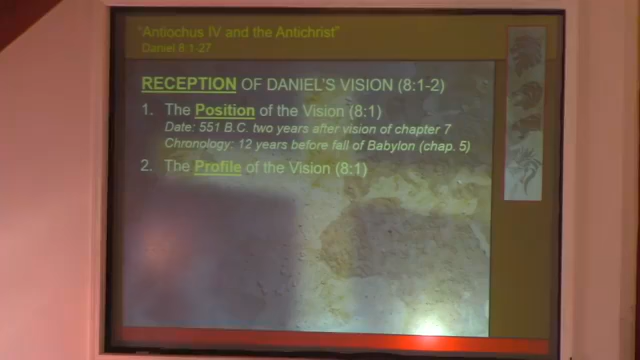 "Antiochus IV and the Antichrist"
Daniel 8:1-27
RECEPTION OF DANIEL'S VISION (8:1-2)
1. The Position of the Vision (8:1)
Date: 551 B.C. two years after vision of chapter 7
Chronology: 12 years before fall of Babylon (chap. 5)
2. The Profile of the Vision (8:1)